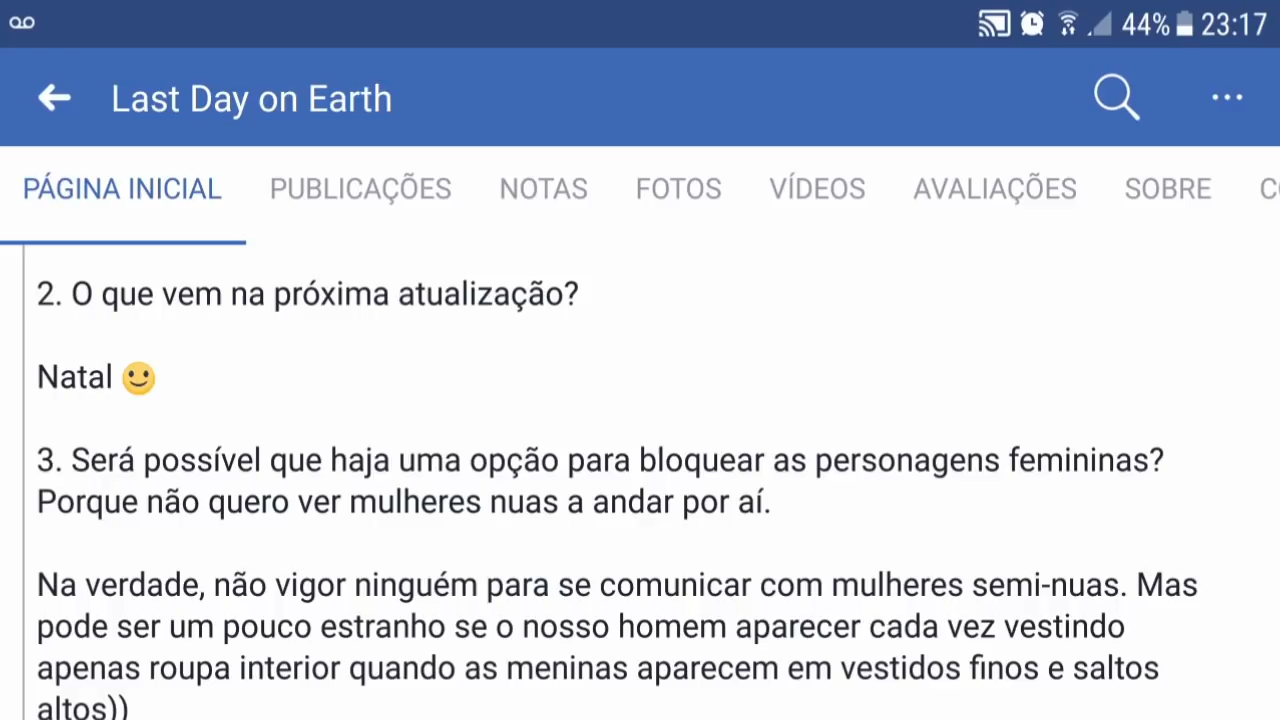 44% 23:17
Last Day on Earth
PÁGINA INICIAL PUBLICAÇÕES NOTAS FOTOS VÍDEOS AVALIAÇÕES SOBRE
2. O que vem na próxima atualização?
Natal 🙂
3. Será possível que haja uma opção para bloquear as personagens femininas?
Porque não quero ver mulheres nuas a andar por aí.
Na verdade, não vigor ninguém para se comunicar com mulheres semi-nuas. Mas
pode ser um pouco estranho se o nosso homem aparecer cada vez vestindo
apenas roupa interior quando as meninas aparecem em vestidos finos e saltos
altos))